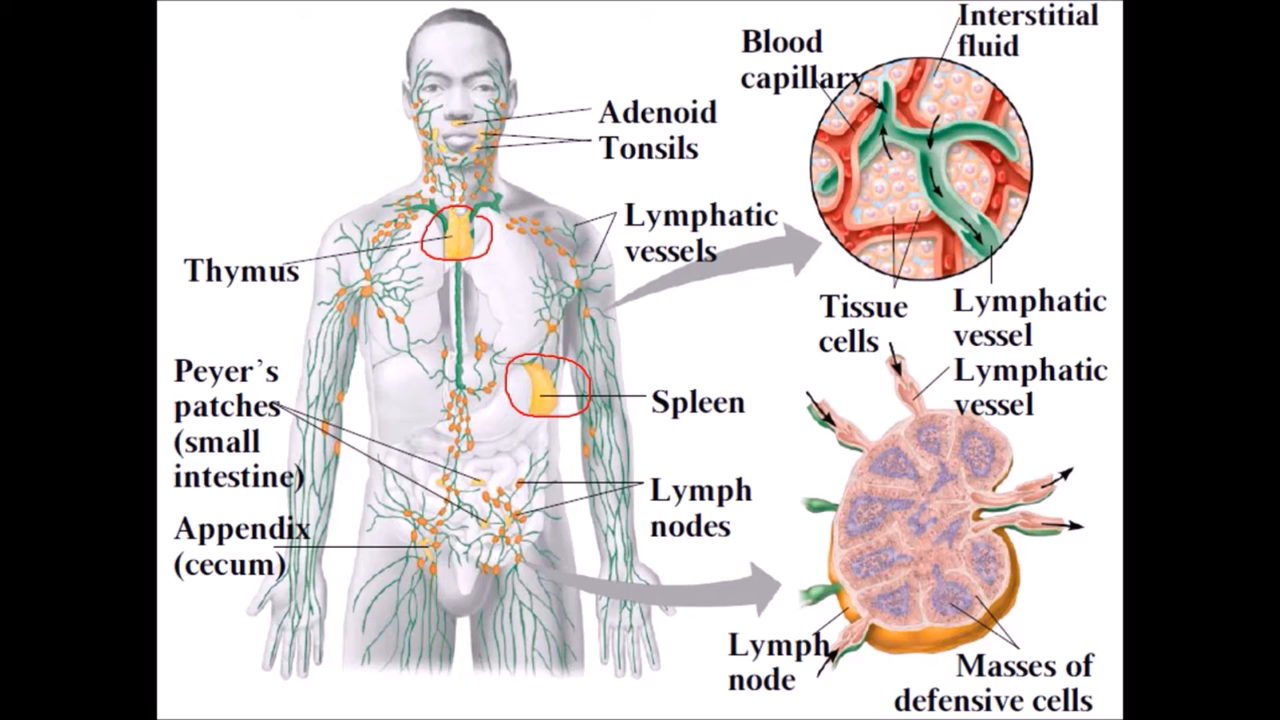 Interstitial
fluid
Blood
capillary
Adenoid
Tonsils
Lymphatic
vessels
Thymus
Tissue
cells
Lymphatic
vessel
Lymphatic
vessel
Peyer's
patches
(small
intestine)
Spleen
Lymph
nodes
Appendix
(cecum)
Lymph
node
Masses of
defensive cells